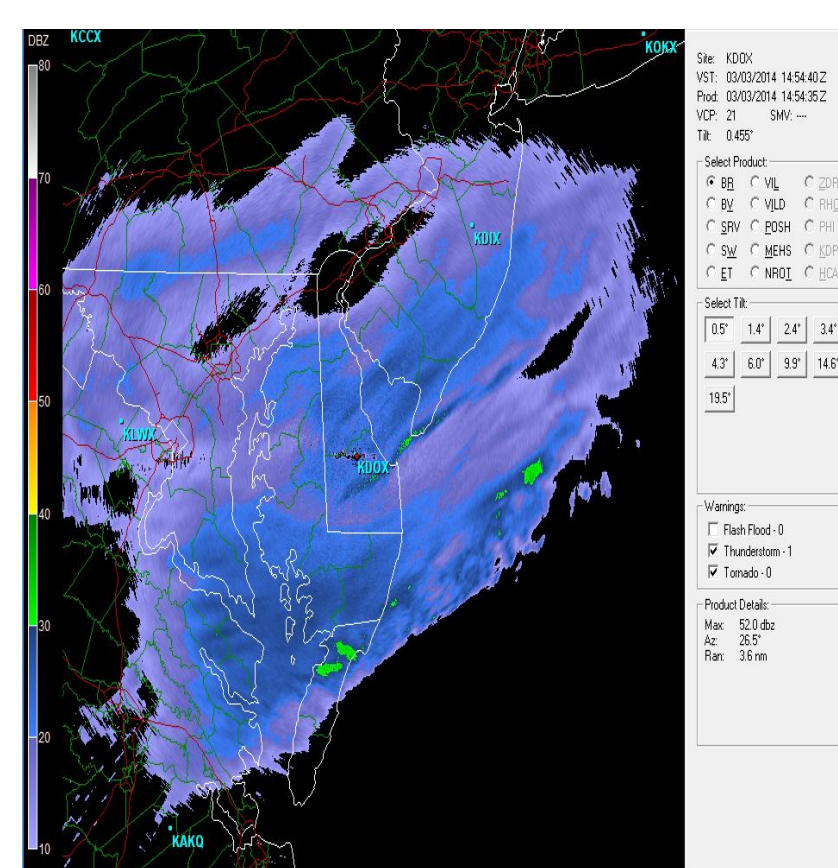 DBZ
KCCX
KOKX
80
70
60
50
40
30
20
10
KDIX
KLWX
KDOX
KAKQ
Site: KDOX
VST: 03/03/2014 14:54:40 Z
Prod: 03/03/2014 14:54:35 Z
VCP: 21 SMV: ---
Tilt: 0.455°
Select Product:
BR VIL ZDR
BV VILD RHO
SRV POSH PHI
SW MEHS KDP
ET NROT HCA
Select Tilt:
0.5° 1.4° 2.4° 3.4°
4.3° 6.0° 9.9° 14.6°
19.5°
Warnings:
Flash Flood - 0
Thunderstorm - 1
Tornado - 0
Product Details:
Max: 52.0 dbz
Az: 26.5°
Ran: 3.6 nm